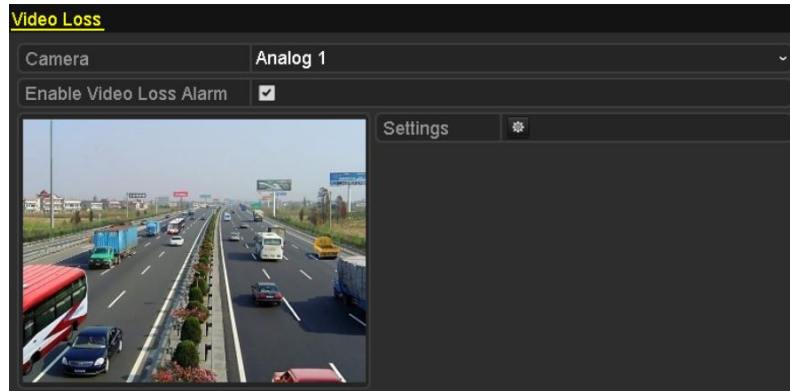 Video Loss
Camera
Analog 1
Enable Video Loss Alarm
Settings